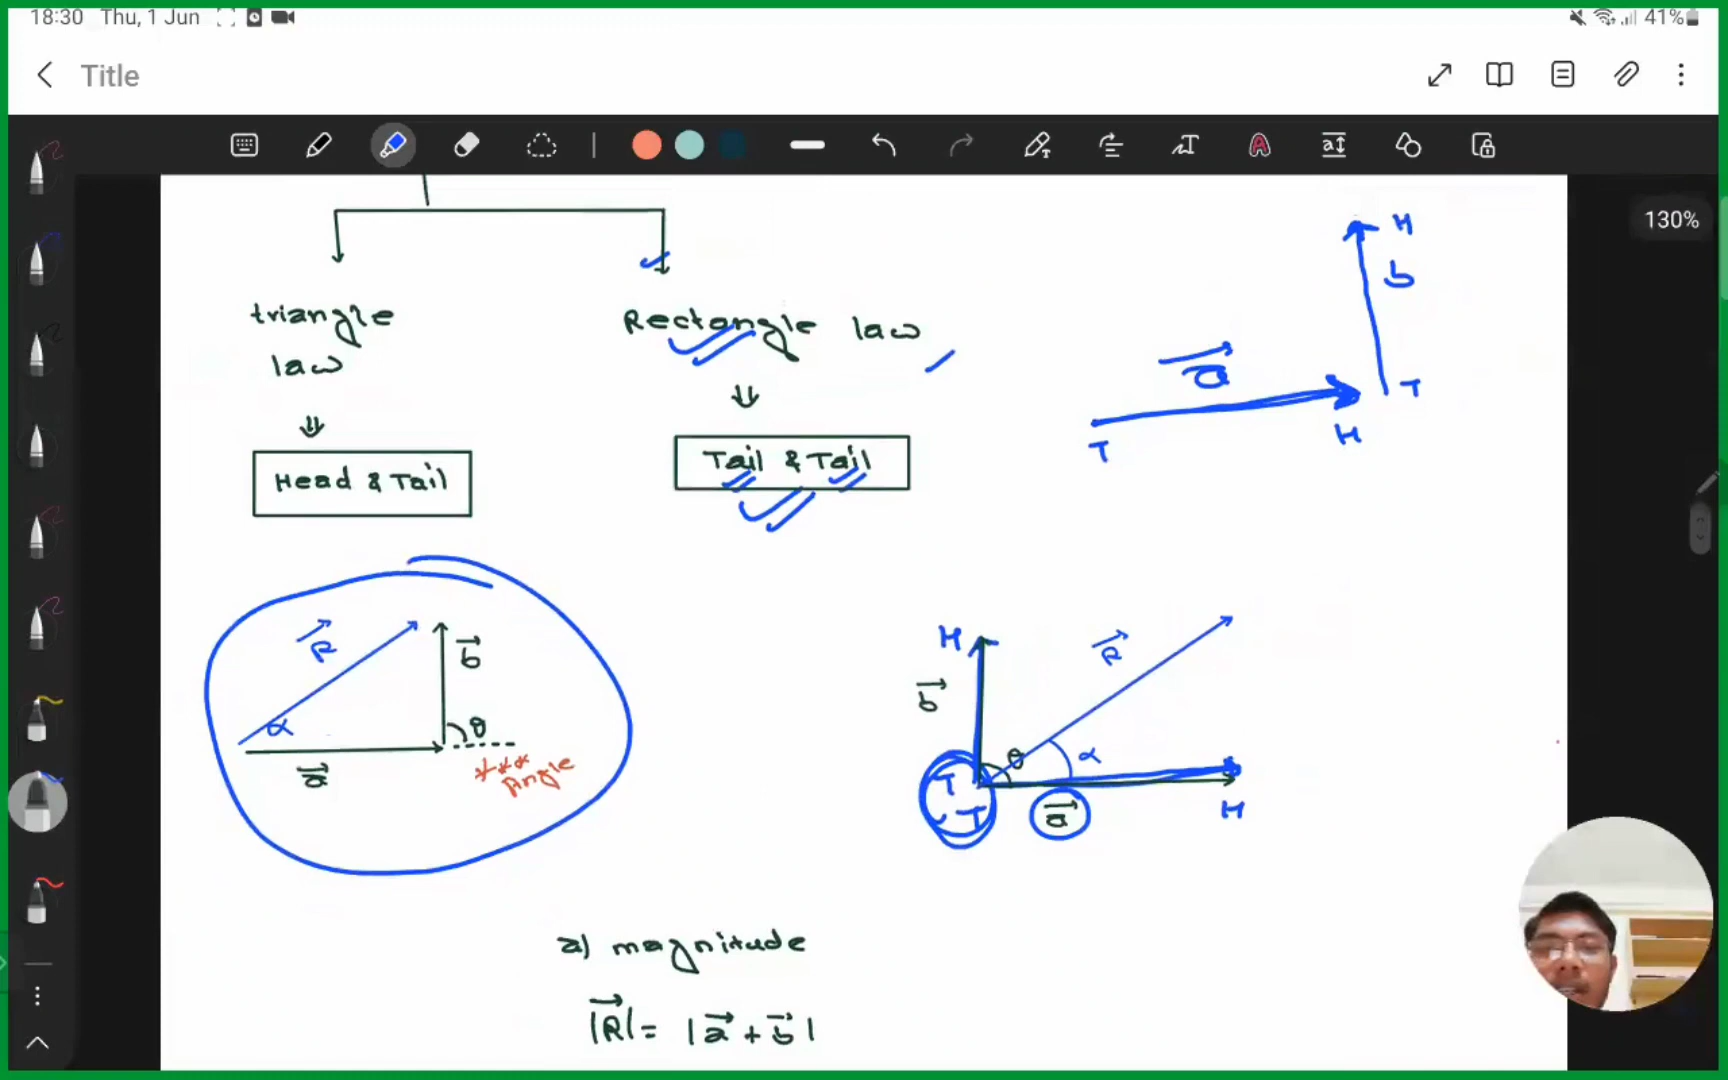 18:30 Thu, 1 Jun
41%
Title
130%
triangle
law
Rectangle law
Head & Tail
Tail & Tail
H
b
T
a
T
H
R
b
α
θ
a
*** Angle
H
b
R
θ
α
T
T
a
H
a) magnitude
|R| = |a + b|